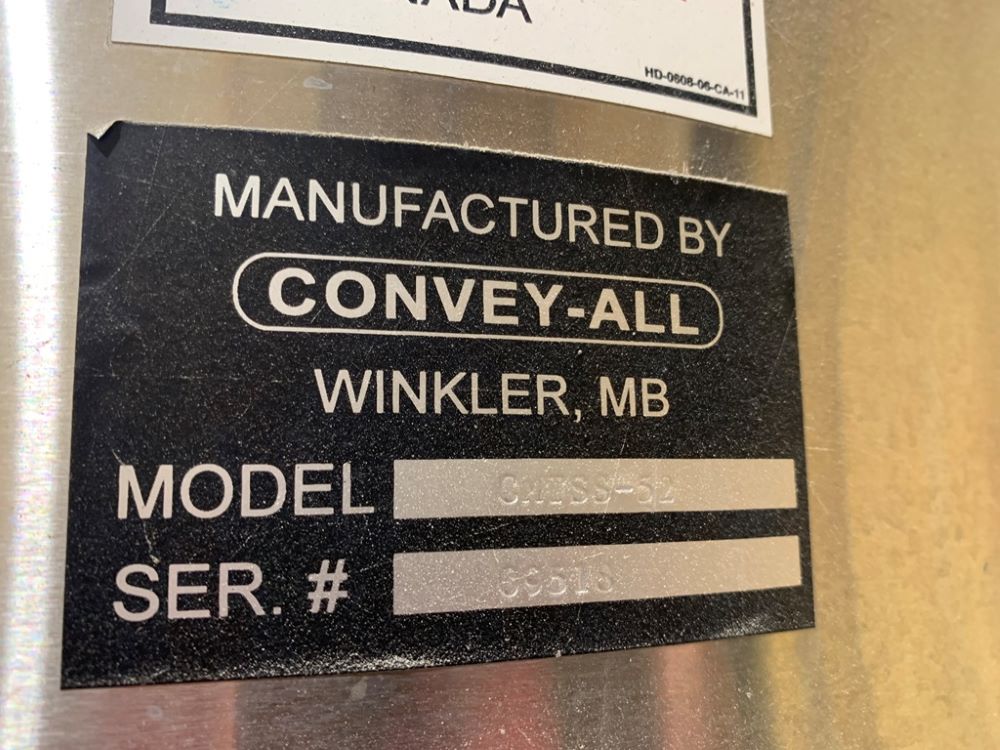 HD-0608-06-CA-11
MANUFACTURED BY
CONVEY-ALL
WINKLER, MB
MODEL
SER. #